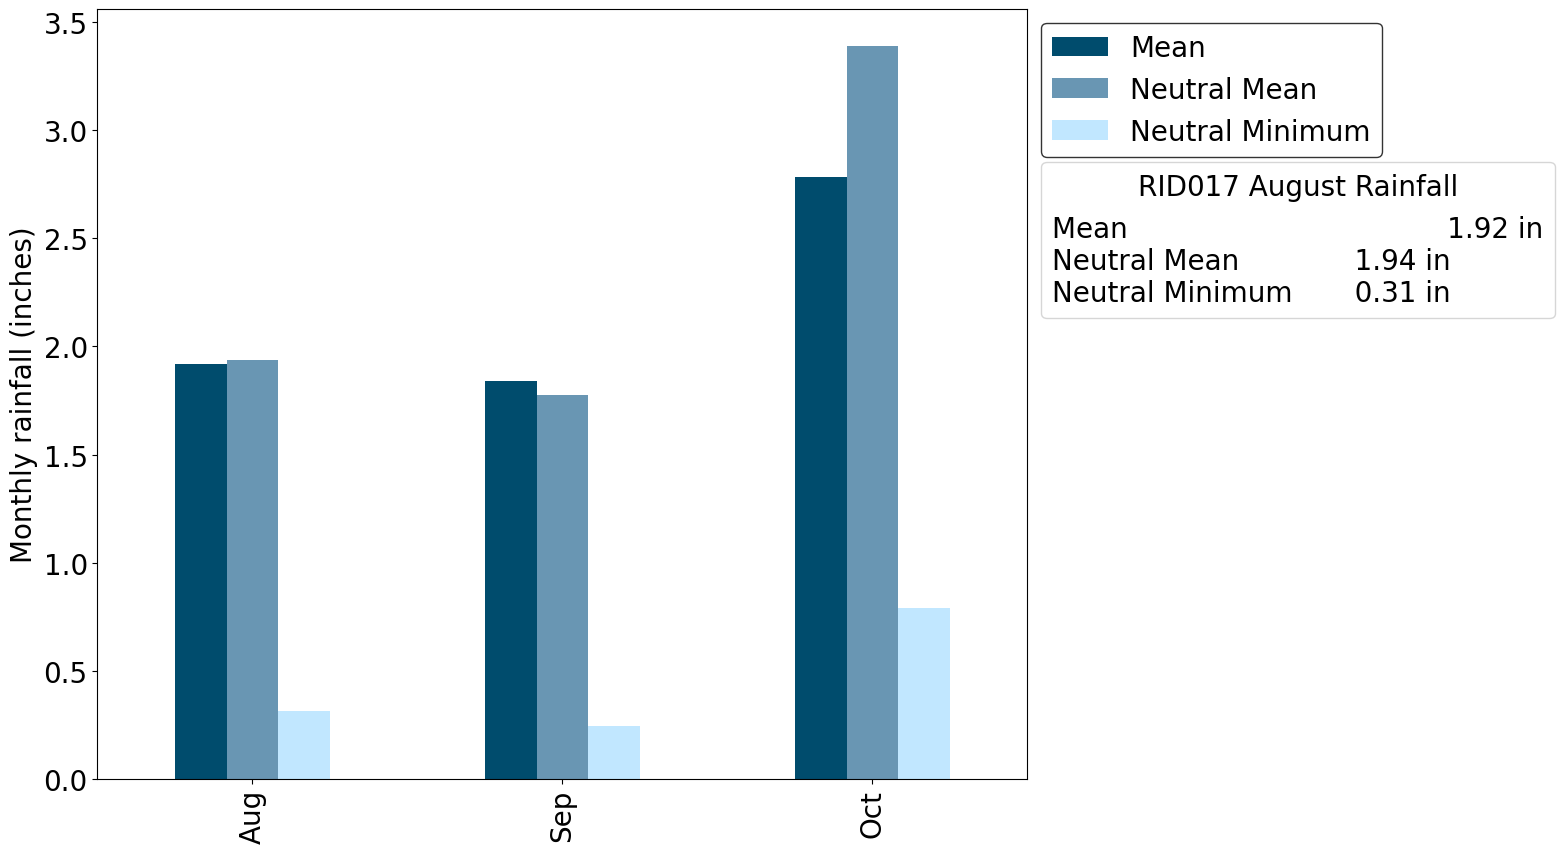 3.5
3.0
2.5
2.0
1.5
1.0
0.5
0.0
Monthly rainfall (inches)
Aug
Sep
Oct
Mean
Neutral Mean
Neutral Minimum
RID017 August Rainfall
Mean 1.92 in
Neutral Mean 1.94 in
Neutral Minimum 0.31 in